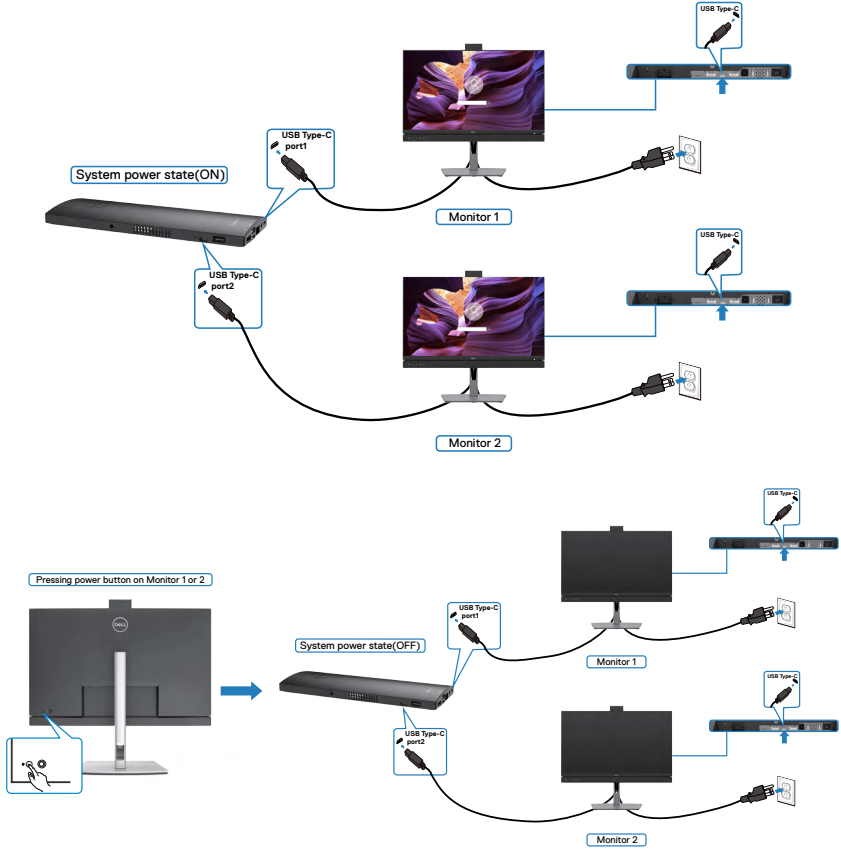 USB Type-C
USB Type-C
port1
System power state(ON)
Monitor 1
USB Type-C
USB Type-C
port2
Monitor 2
USB Type-C
Pressing power button on Monitor 1 or 2
USB Type-C
port1
DELL
System power state(OFF)
Monitor 1
USB Type-C
USB Type-C
port2
Monitor 2